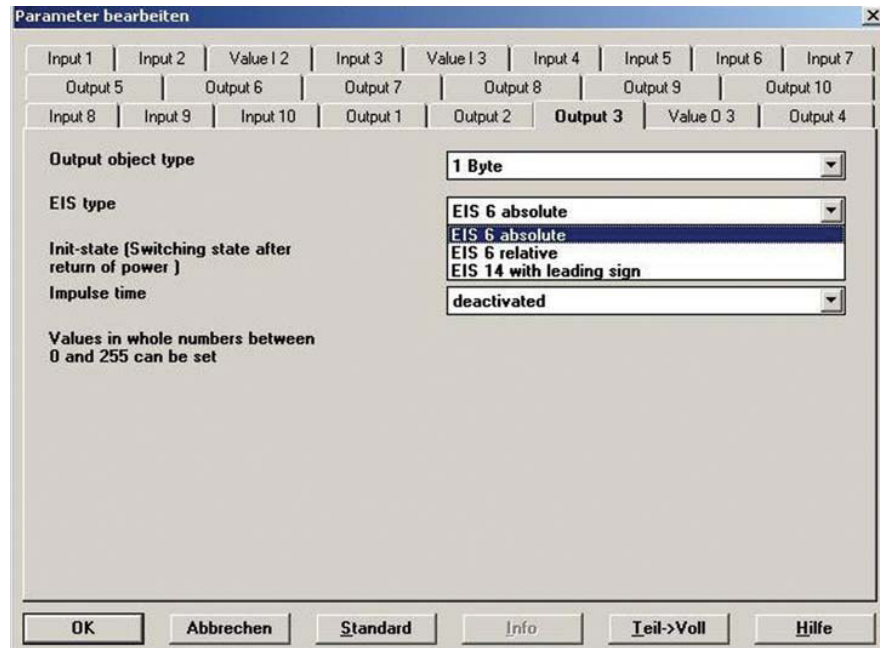 Parameter bearbeiten
Input 1 Input 2 Value I 2 Input 3 Value I 3 Input 4 Input 5 Input 6 Input 7
Output 5 Output 6 Output 7 Output 8 Output 9 Output 10
Input 8 Input 9 Input 10 Output 1 Output 2 Output 3 Value O 3 Output 4
Output object type 1 Byte
EIS type EIS 6 absolute
EIS 6 absolute
EIS 6 relative
EIS 14 with leading sign
Init-state (Switching state after
return of power )
Impulse time deactivated
Values in whole numbers between
0 and 255 can be set
OK Abbrechen Standard Info Teil->Voll Hilfe